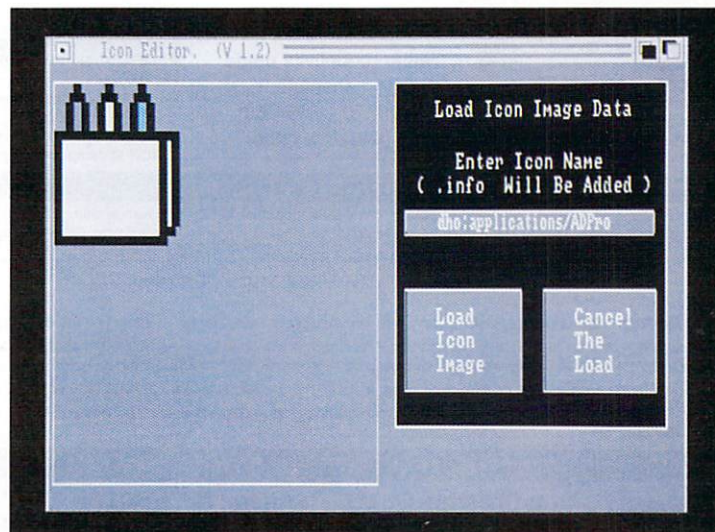 Icon Editor. (V 1.2)
Load Icon Image Data
Enter Icon Name
( .info Will Be Added )
dho:applications/ADPro
Load
Icon
Image
Cancel
The
Load